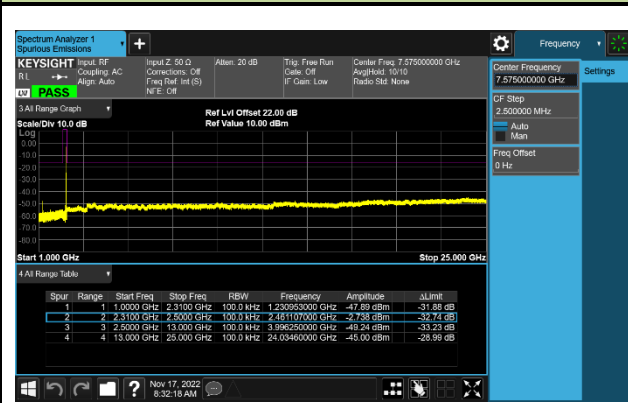 Spectrum Analyzer 1
Spurious Emissions
+
Frequency
KEYSIGHT Input: RF Input Z: 50 Ω Atten: 20 dB Trig: Free Run Center Freq: 7.575000000 GHz
RL Coupling: AC Corrections: Off Gate: Off Avg|Hold: 10/10
Align: Auto Freq Ref: Int (S) IF Gain: Low Radio Std: None
NFE: Off
LXI PASS
Center Frequency
7.575000000 GHz
Settings
CF Step
2.500000 MHz
Auto
Man
Freq Offset
0 Hz
3 All Range Graph
Ref Lvl Offset 22.00 dB
Scale/Div 10.0 dB Ref Value 10.00 dBm
Log
0.00
-10.0
-20.0
-30.0
-40.0
-50.0
-60.0
-70.0
-80.0
Start 1.000 GHz Stop 25.000 GHz
4 All Range Table
Spur Range Start Freq Stop Freq RBW Frequency Amplitude ΔLimit
1 1 1.0000 GHz 2.3100 GHz 100.0 kHz 1.230953000 GHz -47.89 dBm -31.88 dB
2 2 2.3100 GHz 2.5000 GHz 100.0 kHz 2.461107000 GHz -2.738 dBm -32.74 dB
3 3 2.5000 GHz 13.000 GHz 100.0 kHz 3.996250000 GHz -49.24 dBm -33.23 dB
4 4 13.000 GHz 25.000 GHz 100.0 kHz 24.03460000 GHz -45.00 dBm -28.99 dB
? Nov 17, 2022
8:32:18 AM